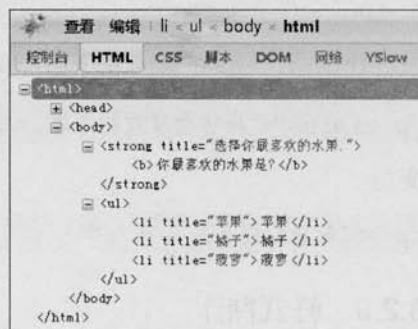 查看 编辑 | li < ul < body < html
控制台 HTML CSS 脚本 DOM 网络 YSlow
<html>
<head>
<body>
<strong title="选择你最喜欢的水果.">
<b>你最喜欢的水果是?</b>
</strong>
<ul>
<li title="苹果">苹果</li>
<li title="橘子">橘子</li>
<li title="菠萝">菠萝</li>
</ul>
</body>
</html>